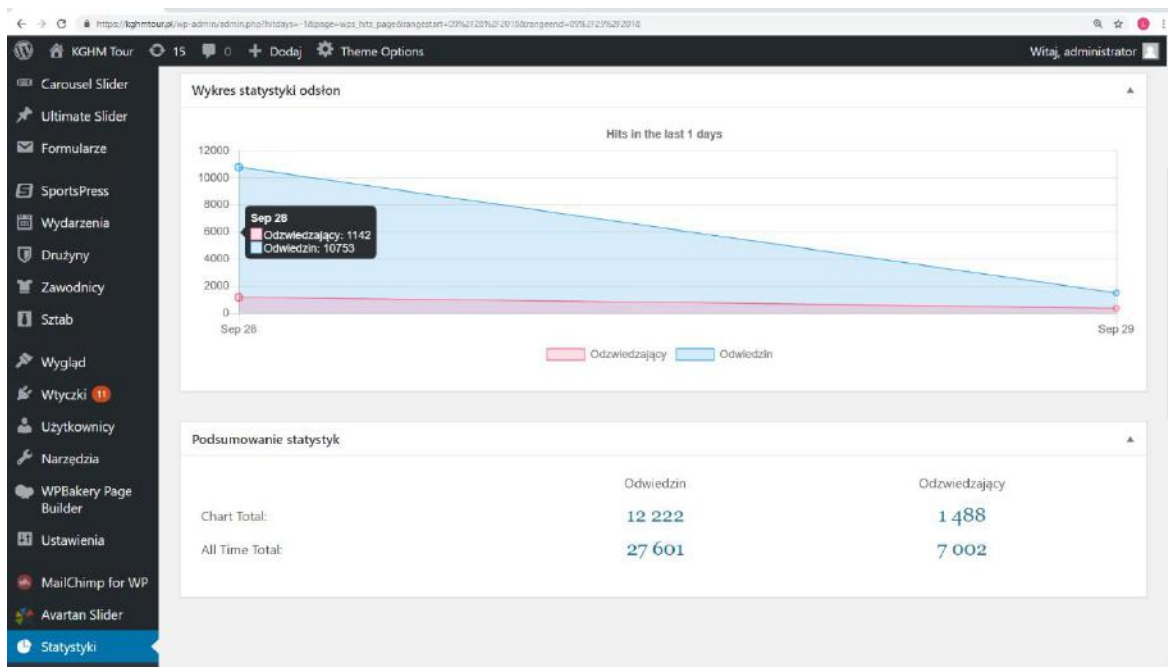 https://kghmtour.pl/wp-admin/admin.php?hitdays=-1&page=wps_hits_page&rangestart=09%2F28%2F2018&rangeend=09%2F29%2F2018
KGHM Tour 15 0 + Dodaj Theme Options Witaj, administrator
Carousel Slider
Ultimate Slider
Formularze
SportsPress
Wydarzenia
Drużyny
Zawodnicy
Sztab
Wygląd
Wtyczki 11
Użytkownicy
Narzędzia
WPBakery Page
Builder
Ustawienia
MailChimp for WP
Avartan Slider
Statystyki
Wykres statystyki odsłon
Hits in the last 1 days
12000
10000
8000
6000
4000
2000
0
Sep 28
Odzwiedzający: 1142
Odwiedzin: 10753
Sep 28 Sep 29
Odzwiedzający Odwiedzin
Podsumowanie statystyk
Odwiedzin Odzwiedzający
Chart Total: 12 222 1 488
All Time Total: 27 601 7 002